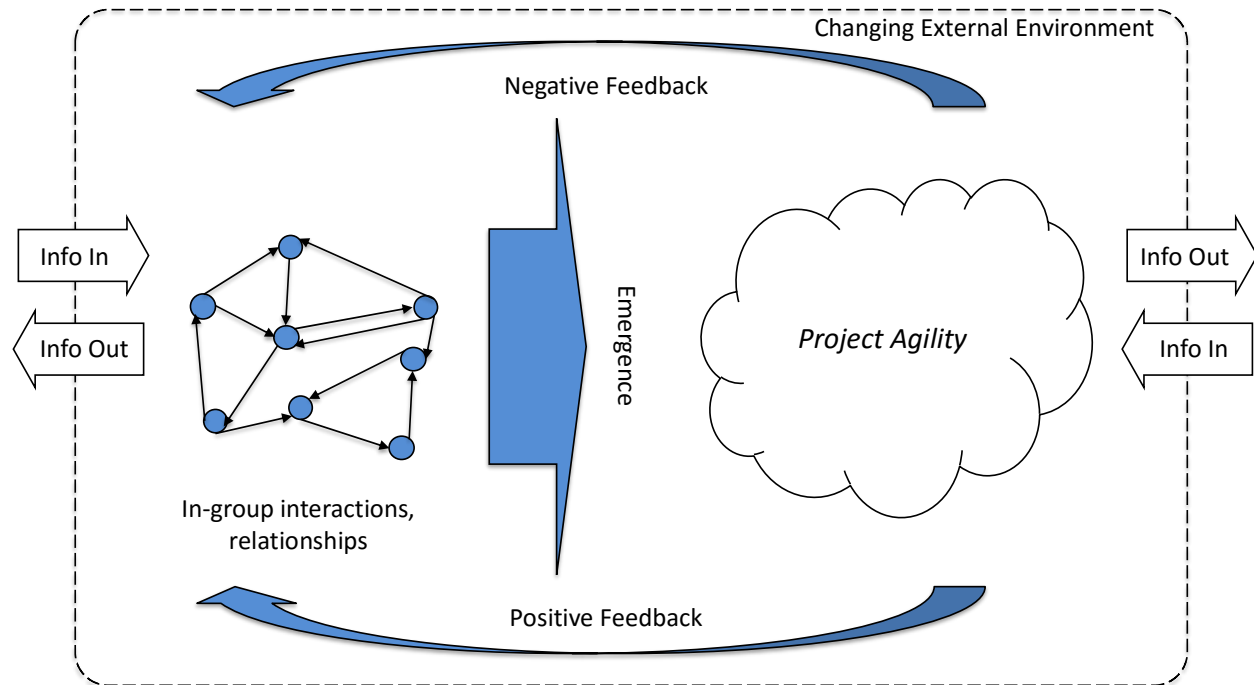 Changing External Environment
Negative Feedback
Info In
Info Out
Emergence
Project Agility
Info Out
Info In
In-group interactions,
relationships
Positive Feedback